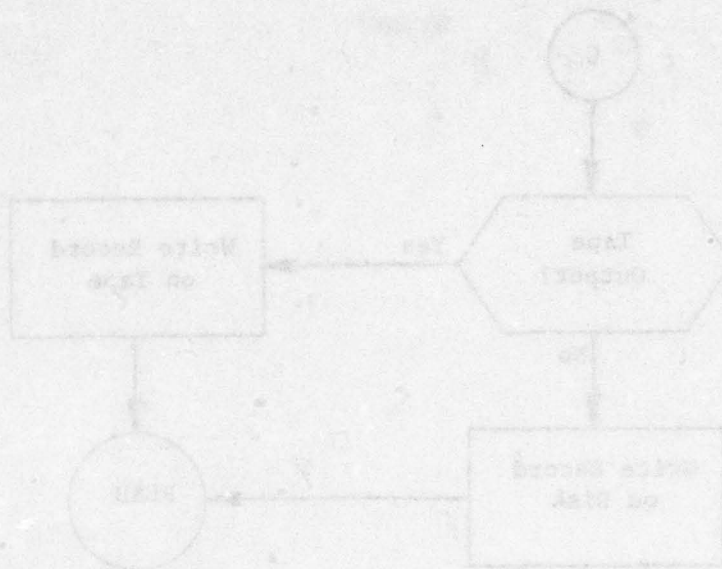 Write Record
on Tape
Yes
Tape
Output?
No
Write Record
on Disk